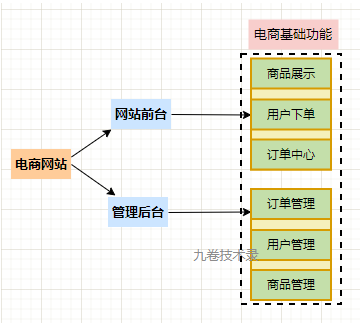 电商基础功能
商品展示
网站前台
用户下单
订单中心
电商网站
管理后台
订单管理
用户管理
九卷技术录
商品管理